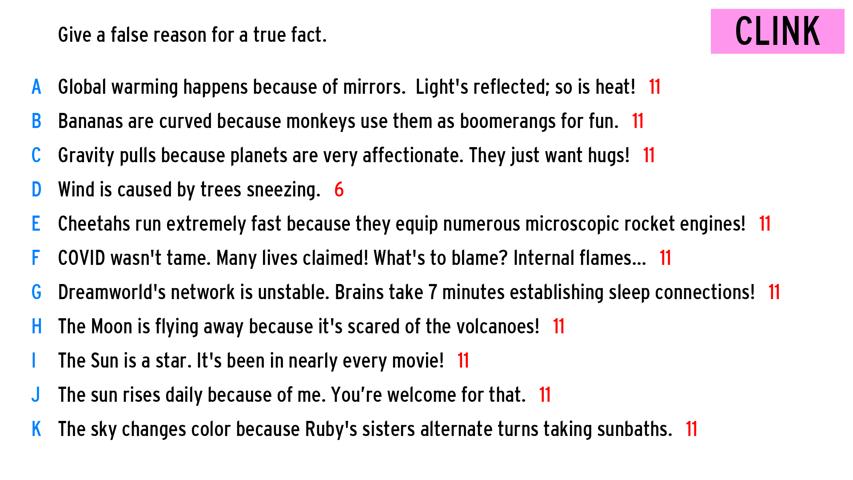 Give a false reason for a true fact.
CLINK
A Global warming happens because of mirrors. Light's reflected; so is heat! 11
B Bananas are curved because monkeys use them as boomerangs for fun. 11
C Gravity pulls because planets are very affectionate. They just want hugs! 11
D Wind is caused by trees sneezing. 6
E Cheetahs run extremely fast because they equip numerous microscopic rocket engines! 11
F COVID wasn't tame. Many lives claimed! What's to blame? Internal flames... 11
G Dreamworld's network is unstable. Brains take 7 minutes establishing sleep connections! 11
H The Moon is flying away because it's scared of the volcanoes! 11
I The Sun is a star. It's been in nearly every movie! 11
J The sun rises daily because of me. You’re welcome for that. 11
K The sky changes color because Ruby's sisters alternate turns taking sunbaths. 11